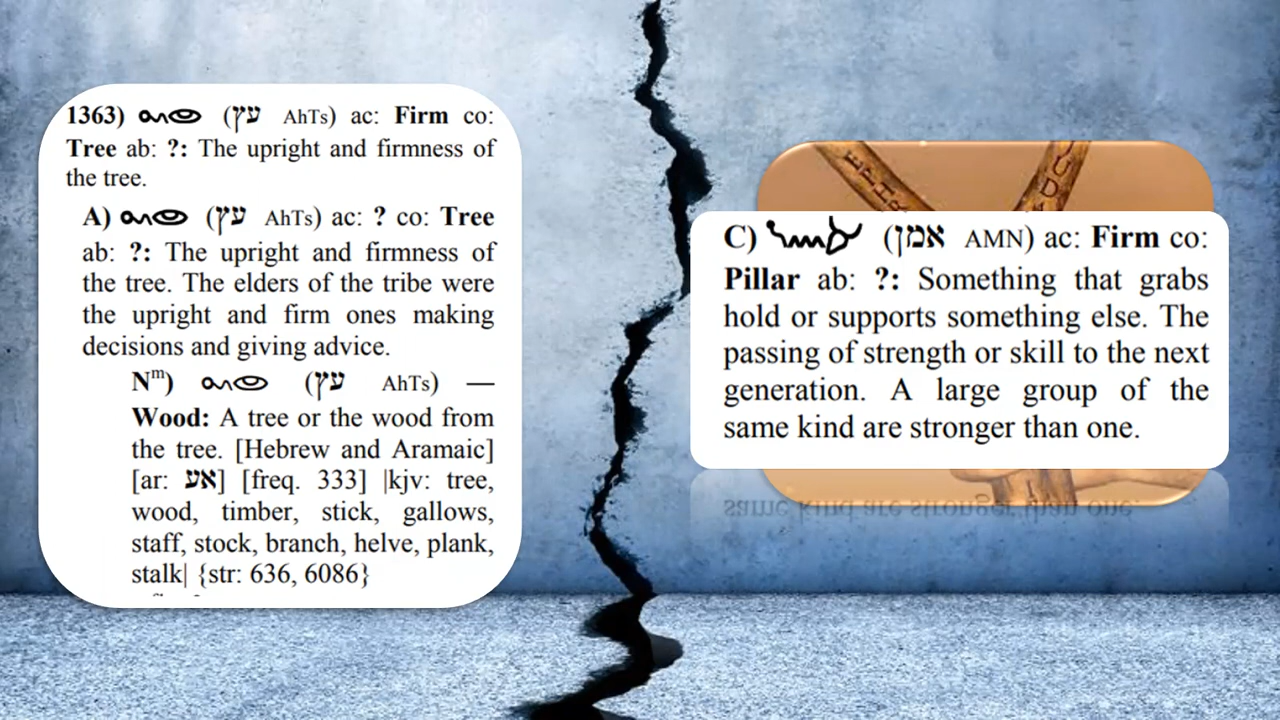 1363) (עץ AhTs) ac: Firm co:
Tree ab: ?: The upright and firmness of
the tree.
A) (עץ AhTs) ac: ? co: Tree
ab: ?: The upright and firmness of
the tree. The elders of the tribe were
the upright and firm ones making
decisions and giving advice.
Nm) (עץ AhTs) —
Wood: A tree or the wood from
the tree. [Hebrew and Aramaic]
[ar: אע] [freq. 333] |kjv: tree,
wood, timber, stick, gallows,
staff, stock, branch, helve, plank,
stalk| {str: 636, 6086}
C) (אמן AMN) ac: Firm co:
Pillar ab: ?: Something that grabs
hold or supports something else. The
passing of strength or skill to the next
generation. A large group of the
same kind are stronger than one.